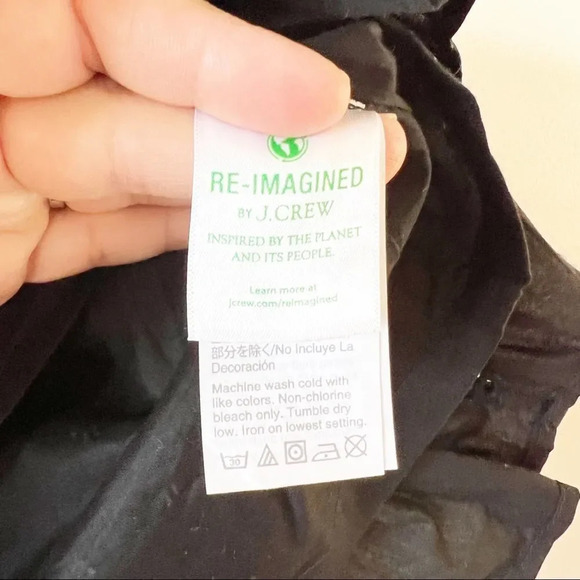 RE-IMAGINED
BY J.CREW
INSPIRED BY THE PLANET
AND ITS PEOPLE.
Learn more at
jcrew.com/reimagined
部分を除く/No Incluye La
Decoración
Machine wash cold with
like colors. Non-chlorine
bleach only. Tumble dry
low. Iron on lowest setting.
30